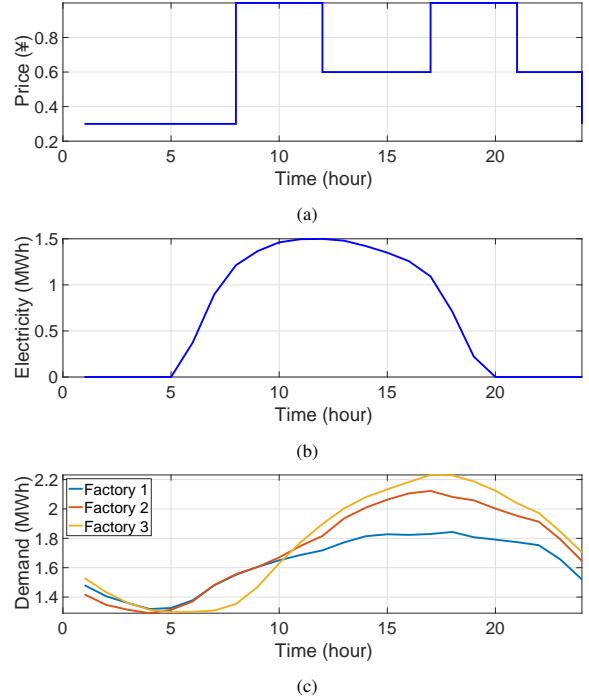 0.8
0.6
0.4
0.2
Price (¥)
0 5 10 15 20
Time (hour)
(a)
1.5
1
0.5
0
Electricity (MWh)
0 5 10 15 20
Time (hour)
(b)
2.2
2
1.8
1.6
1.4
Demand (MWh)
Factory 1
Factory 2
Factory 3
0 5 10 15 20
Time (hour)
(c)